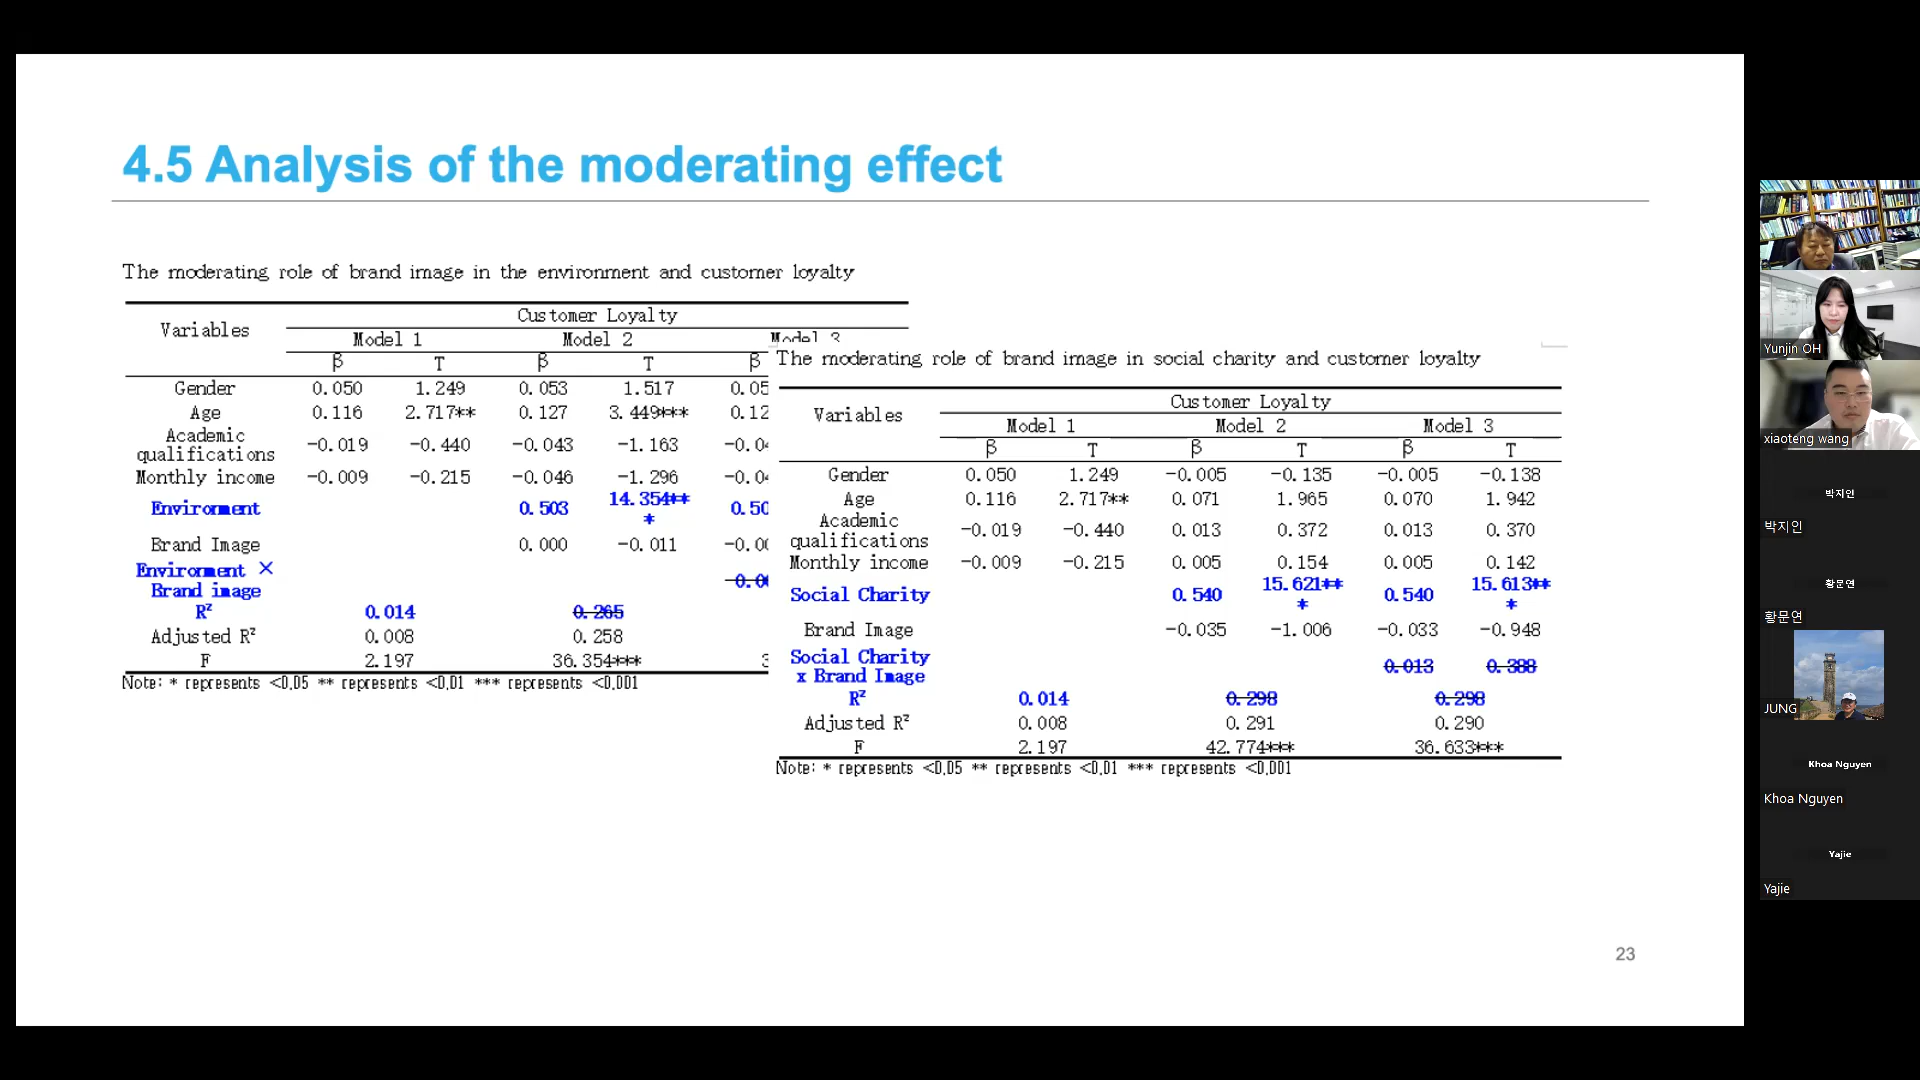 4.5 Analysis of the moderating effect
The moderating role of brand image in the environment and customer loyalty
Variables
Customer Loyalty
Model 1 Model 2 Model 3
β T β T β
Gender 0.050 1.249 0.053 1.517 0.05
Age 0.116 2.717** 0.127 3.449*** 0.12
Academic
qualifications -0.019 -0.440 -0.043 -1.163
Monthly income -0.009 -0.215 -0.046 -1.296
Environment 0.503 14.354**
* 0.50
Brand Image 0.000 -0.011
Environment ×
Brand image
R² 0.014 0.265
Adjusted R² 0.008 0.258
F 2.197 36.354***
Note: * represents <0.05 ** represents <0.01 *** represents <0.001
The moderating role of brand image in social charity and customer loyalty
Variables
Customer Loyalty
Model 1 Model 2 Model 3
β T β T β T
Gender 0.050 1.249 -0.005 -0.135 -0.005 -0.138
Age 0.116 2.717** 0.071 1.965 0.070 1.942
Academic
qualifications -0.019 -0.440 0.013 0.372 0.013 0.370
Monthly income -0.009 -0.215 0.005 0.154 0.005 0.142
Social Charity 0.540 15.621**
* 0.540 15.613**
*
Brand Image -0.035 -1.006 -0.033 -0.948
Social Charity
x Brand Image 0.013 0.388
R² 0.014 0.298 0.298
Adjusted R² 0.008 0.291 0.290
F 2.197 42.774*** 36.633***
Note: * represents <0.05 ** represents <0.01 *** represents <0.001
23
Yunjin OH
xiaoteng wang
박지인
박지인
황문연
황문연
JUNG
Khoa Nguyen
Khoa Nguyen
Yajie
Yajie